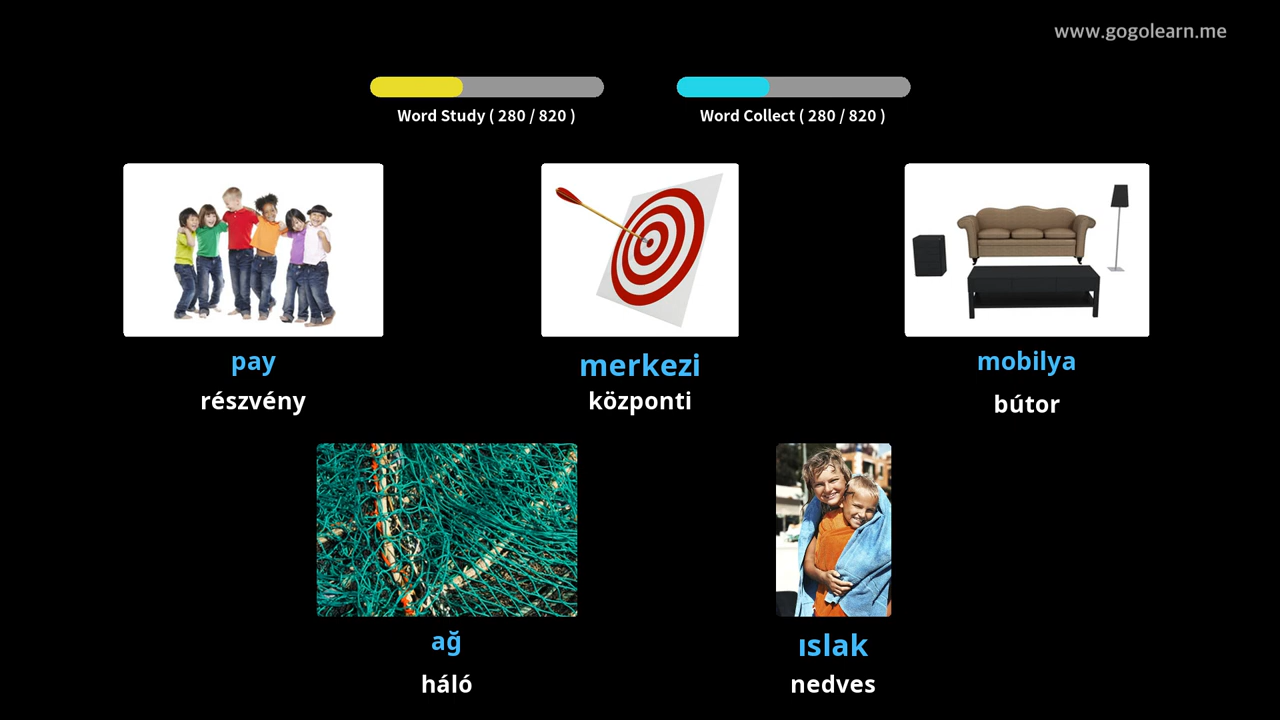 www.gogolearn.me
Word Study ( 280 / 820 )
Word Collect ( 280 / 820 )
pay
részvény
merkezi
központi
mobilya
bútor
ağ
háló
ıslak
nedves